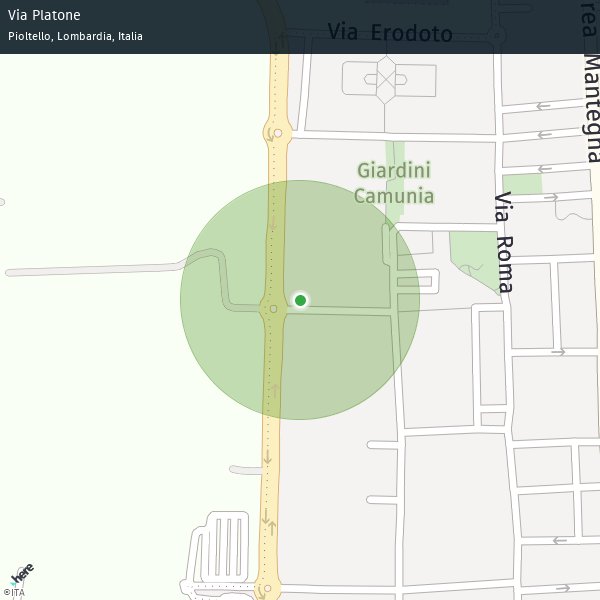 Via Platone
Pioltello, Lombardia, Italia
Via Erodoto
rea Mantegna
Giardini
Camunia
Via Roma
here
©ITA